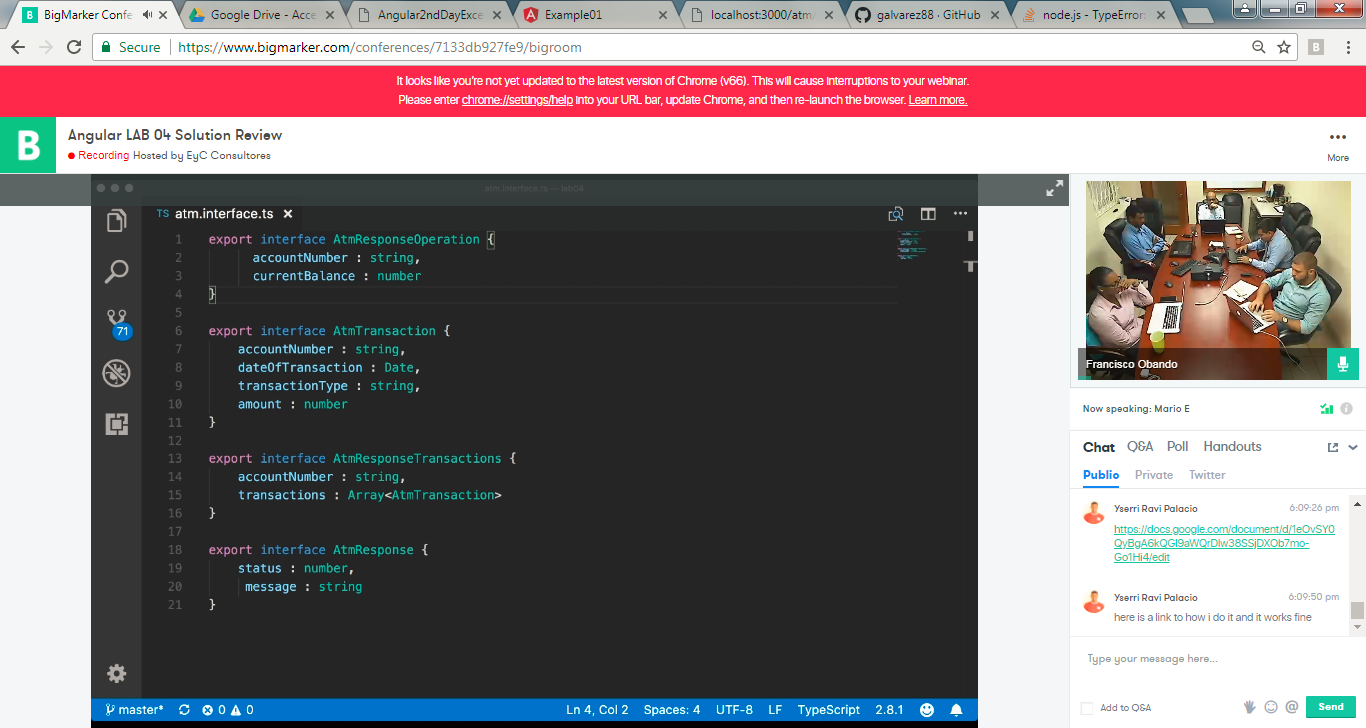 BigMarker Confe
Google Drive - Acce
Angular2ndDayExce
Example01
localhost:3000/atm/
galvarez88 · GitHub
node.js - TypeError:
Secure
https://www.bigmarker.com/conferences/7133db927fe9/bigroom
It looks like you're not yet updated to the latest version of Chrome (v66). This will cause interruptions to your webinar.
Please enter chrome://settings/help into your URL bar, update Chrome, and then re-launch the browser. Learn more.
B
Angular LAB 04 Solution Review
Recording Hosted by EyC Consultores
More
atm.interface.ts — lab04
TS atm.interface.ts
1 export interface AtmResponseOperation {
2 accountNumber : string,
3 currentBalance : number
4 }
5
6 export interface AtmTransaction {
7 accountNumber : string,
8 dateOfTransaction : Date,
9 transactionType : string,
10 amount : number
11 }
12
13 export interface AtmResponseTransactions {
14 accountNumber : string,
15 transactions : Array<AtmTransaction>
16 }
17
18 export interface AtmResponse {
19 status : number,
20 message : string
21 }
71
master*
0
0
Ln 4, Col 2
Spaces: 4
UTF-8
LF
TypeScript
2.8.1
Francisco Obando
Now speaking: Mario E
Chat Q&A Poll Handouts
Public Private Twitter
Yserri Ravi Palacio 6:09:26 pm
Yserri Ravi Palacio 6:09:50 pm
here is a link to how i do it and it works fine
Type your message here...
Add to Q&A
Send